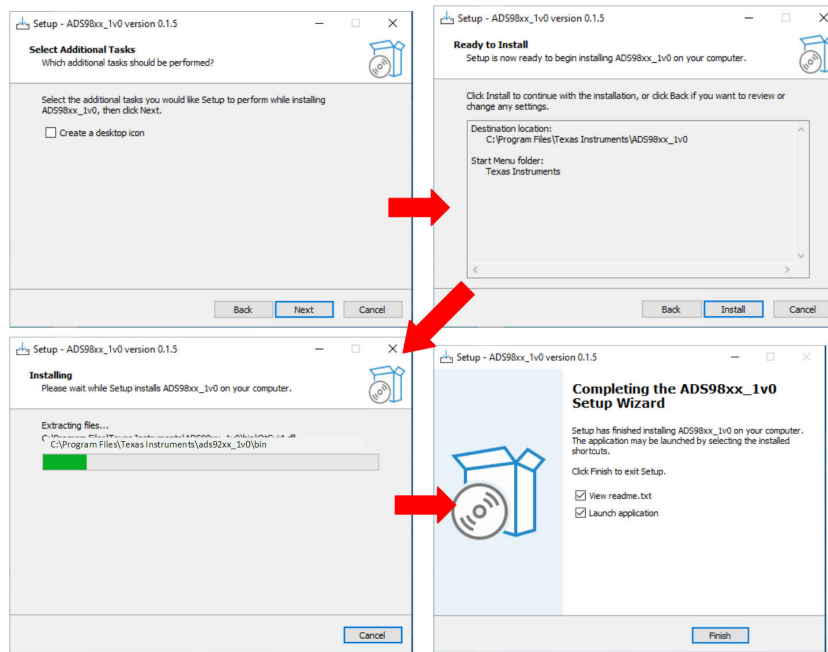 Setup - ADS98xx_1v0 version 0.1.5
Select Additional Tasks
Which additional tasks should be performed?
Select the additional tasks you would like Setup to perform while installing
ADS98xx_1v0, then click Next.
Create a desktop icon
Back
Next
Cancel
Setup - ADS98xx_1v0 version 0.1.5
Ready to Install
Setup is now ready to begin installing ADS98xx_1v0 on your computer.
Click Install to continue with the installation, or click Back if you want to review or
change any settings.
Destination location:
C:\Program Files\Texas Instruments\ADS98xx_1v0
Start Menu folder:
Texas Instruments
Back
Install
Cancel
Setup - ADS98xx_1v0 version 0.1.5
Installing
Please wait while Setup installs ADS98xx_1v0 on your computer.
Extracting files...
C:\Program Files\Texas Instruments\ads92xx_1v0\bin
Cancel
Setup - ADS98xx_1v0 version 0.1.5
Completing the ADS98xx_1v0
Setup Wizard
Setup has finished installing ADS98xx_1v0 on your computer.
The application may be launched by selecting the installed
shortcuts.
Click Finish to exit Setup.
View readme.txt
Launch application
Finish